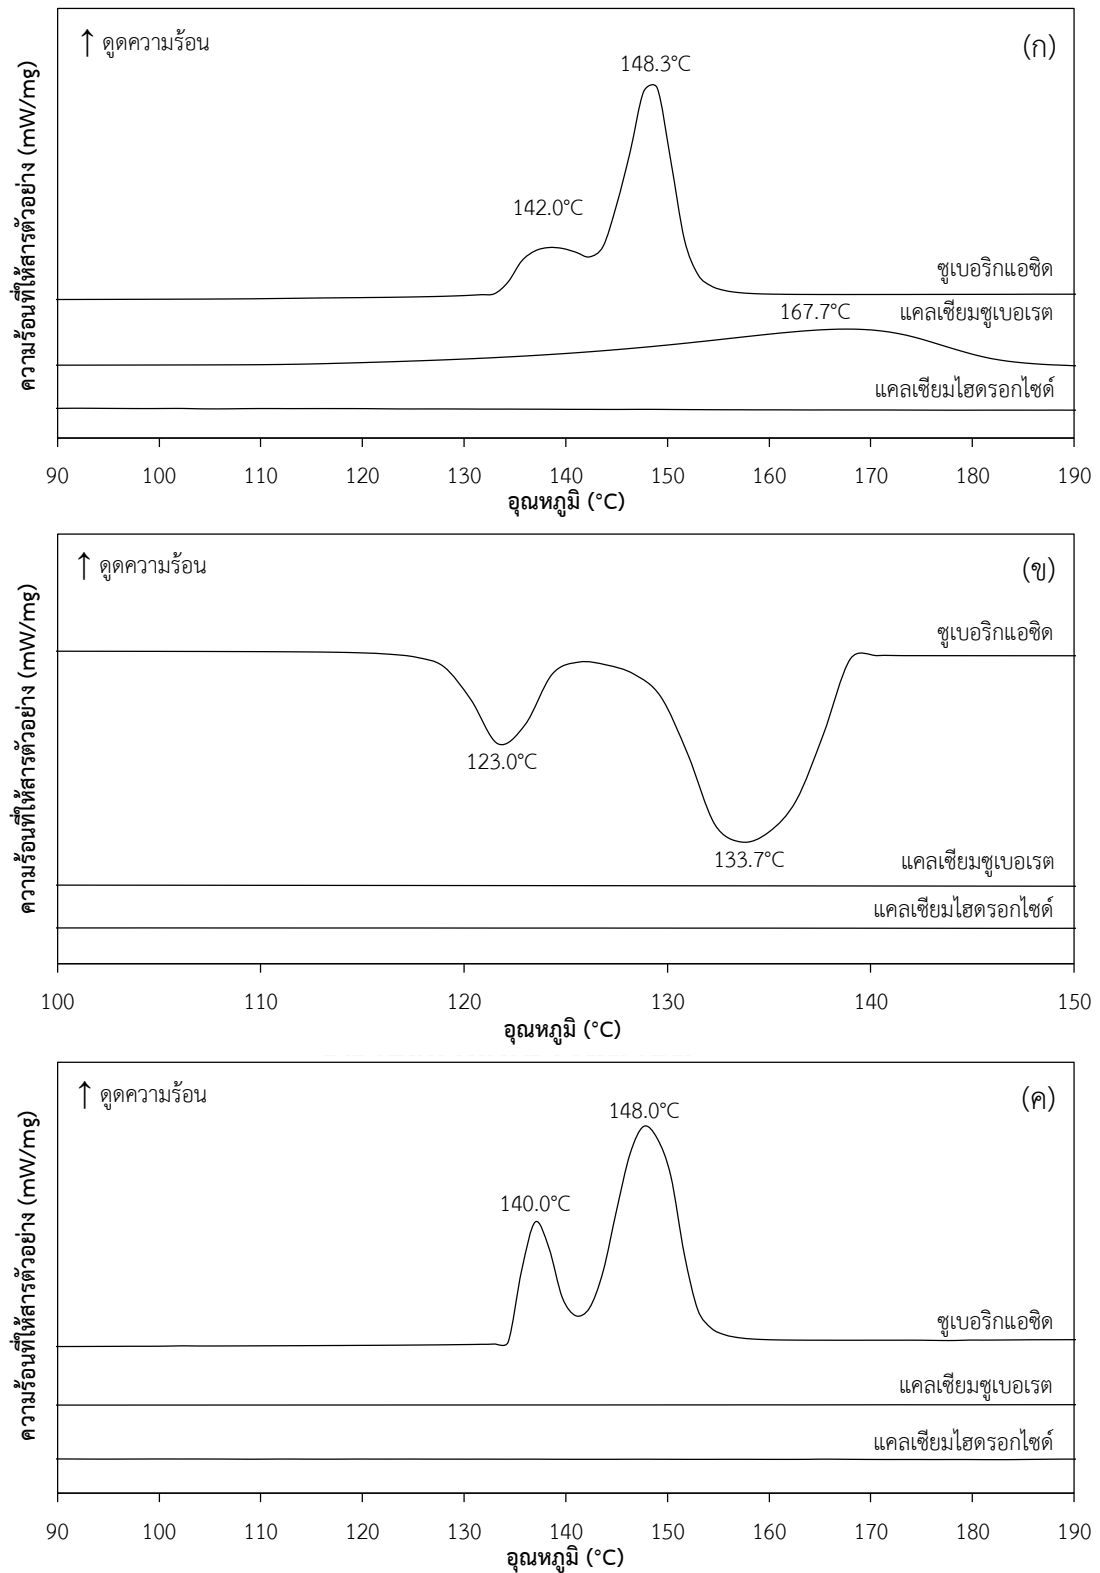 ↑ ดูดความร้อน
(ก)
148.3°C
142.0°C
ซูเบอริกแอซิด
167.7°C
แคลเซียมซูเบอเรต
แคลเซียมไฮดรอกไซด์
ความร้อนที่ให้สารตัวอย่าง (mW/mg)
90 100 110 120 130 140 150 160 170 180 190
อุณหภูมิ (°C)
↑ ดูดความร้อน
(ข)
ซูเบอริกแอซิด
123.0°C
133.7°C
แคลเซียมซูเบอเรต
แคลเซียมไฮดรอกไซด์
ความร้อนที่ให้สารตัวอย่าง (mW/mg)
100 110 120 130 140 150
อุณหภูมิ (°C)
↑ ดูดความร้อน
(ค)
148.0°C
140.0°C
ซูเบอริกแอซิด
แคลเซียมซูเบอเรต
แคลเซียมไฮดรอกไซด์
ความร้อนที่ให้สารตัวอย่าง (mW/mg)
90 100 110 120 130 140 150 160 170 180 190
อุณหภูมิ (°C)